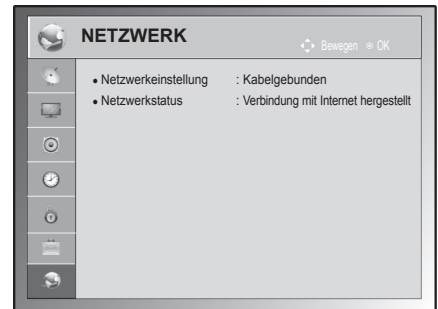 NETZWERK
Bewegen OK
• Netzwerkeinstellung : Kabelgebunden
• Netzwerkstatus : Verbindung mit Internet hergestellt